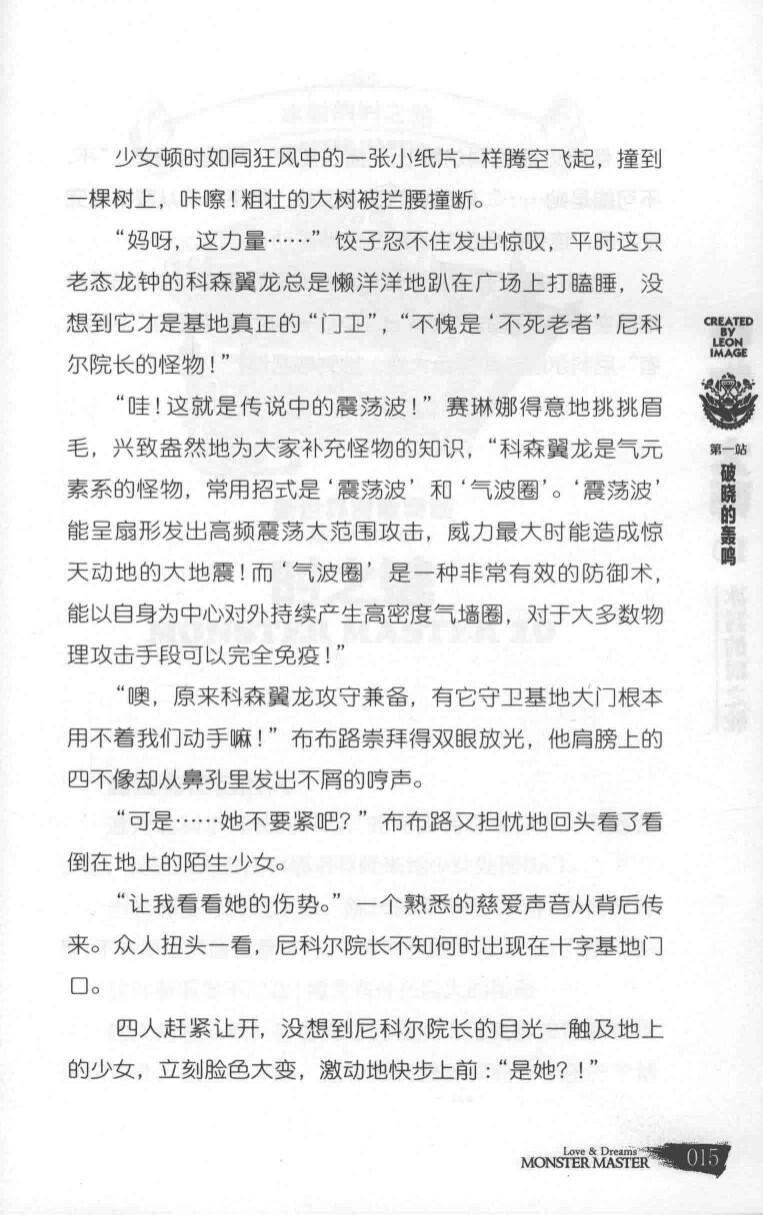 少女顿时如同狂风中的一张小纸片一样腾空飞起，撞到
一棵树上，咔嚓！粗壮的大树被拦腰撞断。
“妈呀，这力量……”饺子忍不住发出惊叹，平时这只
老态龙钟的科森翼龙总是懒洋洋地趴在广场上打瞌睡，没
想到它才是基地真正的“门卫”，“不愧是‘不死老者’尼科
尔院长的怪物！”
“哇！这就是传说中的震荡波！”赛琳娜得意地挑挑眉
毛，兴致盎然地为大家补充怪物的知识，“科森翼龙是气元
素系的怪物，常用招式是‘震荡波’和‘气波圈’。‘震荡波’
能呈扇形发出高频震荡大范围攻击，威力最大时能造成惊
天动地的大地震！而‘气波圈’是一种非常有效的防御术，
能以自身为中心对外持续产生高密度气墙圈，对于大多数物
理攻击手段可以完全免疫！”
“噢，原来科森翼龙攻守兼备，有它守卫基地大门根本
用不着我们动手嘛！”布布路崇拜得双眼放光，他肩膀上的
四不像却从鼻孔里发出不屑的哼声。
“可是……她不要紧吧？”布布路又担忧地回头看了看
倒在地上的陌生少女。
“让我看看她的伤势。”一个熟悉的慈爱声音从背后传
来。众人扭头一看，尼科尔院长不知何时出现在十字基地门
口。
四人赶紧让开，没想到尼科尔院长的目光一触及地上
的少女，立刻脸色大变，激动地快步上前：“是她？！”
CREATED
BY
LEON
IMAGE
第一站
破晓的轰鸣
Love & Dreams
MONSTER MASTER
015